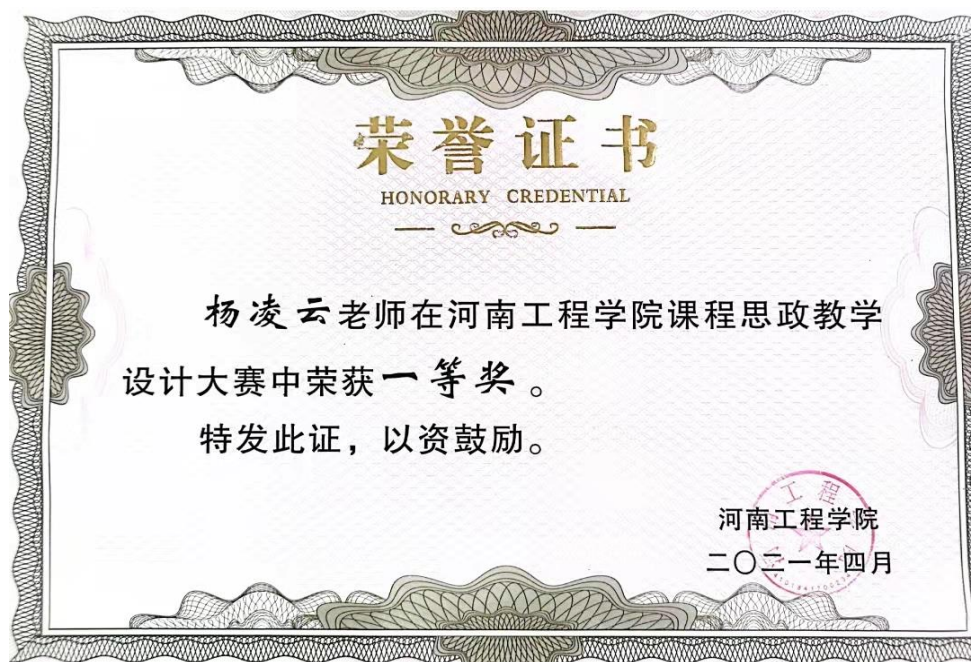 荣誉证书
HONORARY CREDENTIAL
杨凌云老师在河南工程学院课程思政教学
设计大赛中荣获一等奖。
特发此证，以资鼓励。
河南工程学院
二〇二一年四月